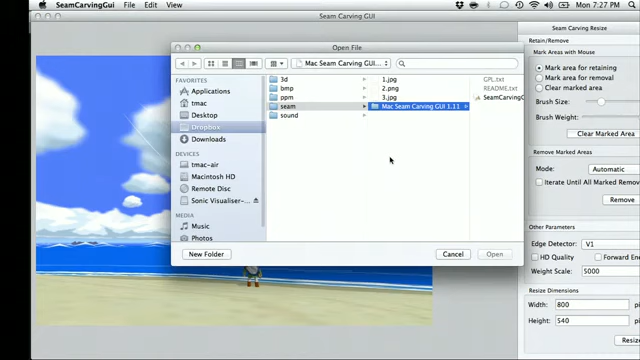 SeamCarvingGui File Edit View
Mon 7:27 PM
Seam Carving GUI
Seam Carving Resize
Retain/Remove
Mark Areas with Mouse
Mark area for retaining
Mark area for removal
Clear marked area
Brush Size:
Brush Weight:
Clear Marked Area
Remove Marked Areas
Mode: Automatic
Iterate Until All Marked Remov
Remove
Other Parameters
Edge Detector: V1
HD Quality Forward Ene
Weight Scale: 5000
Resize Dimensions
Width: 800 pi
Height: 540 pi
Resiz
Open File
Mac Seam Carving GUI...
FAVORITES
Applications
tmac
Desktop
Dropbox
Downloads
DEVICES
tmac-air
Macintosh HD
Remote Disc
Sonic Visualiser-...
MEDIA
Music
Photos
3d
bmp
ppm
seam
sound
1.jpg
2.png
3.jpg
Mac Seam Carving GUI 1.11
GPL.txt
README.txt
SeamCarvingG
New Folder
Cancel
Open